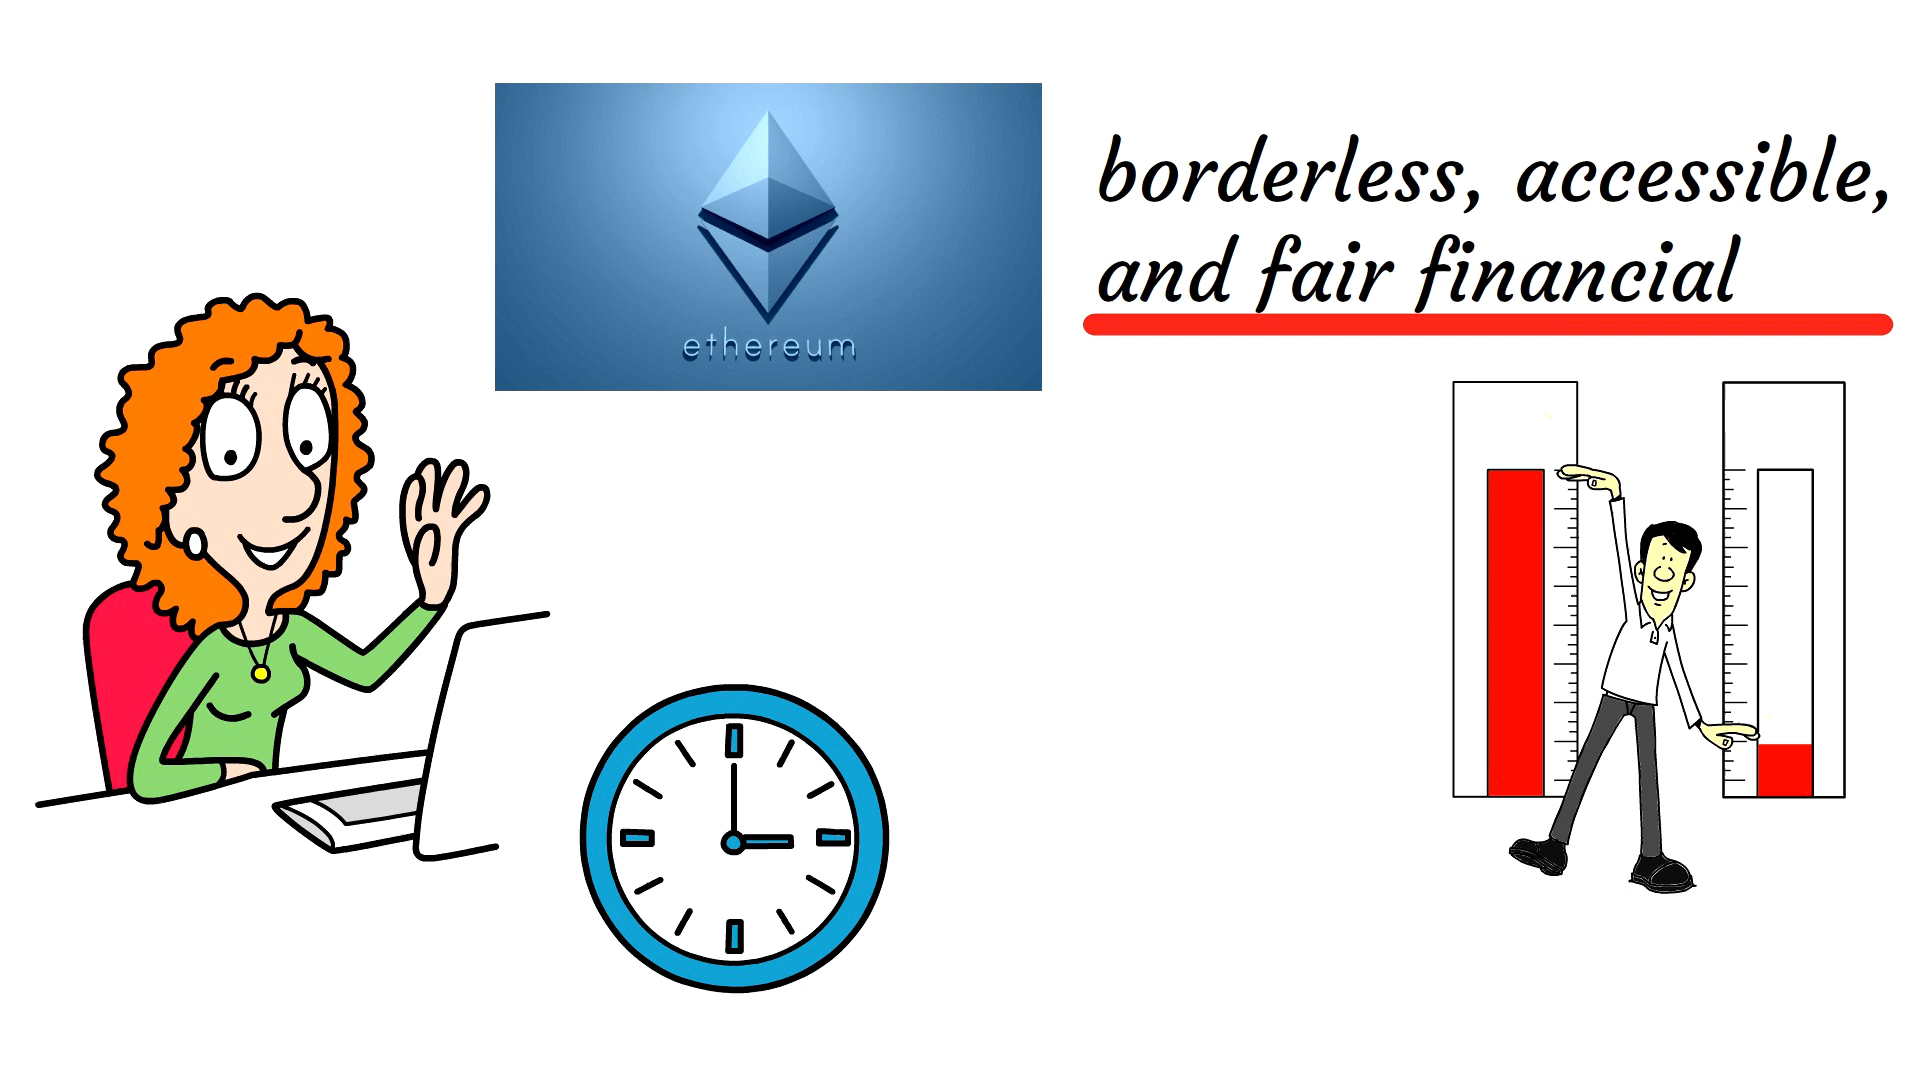 ethereum
borderless, accessible,
and fair financial